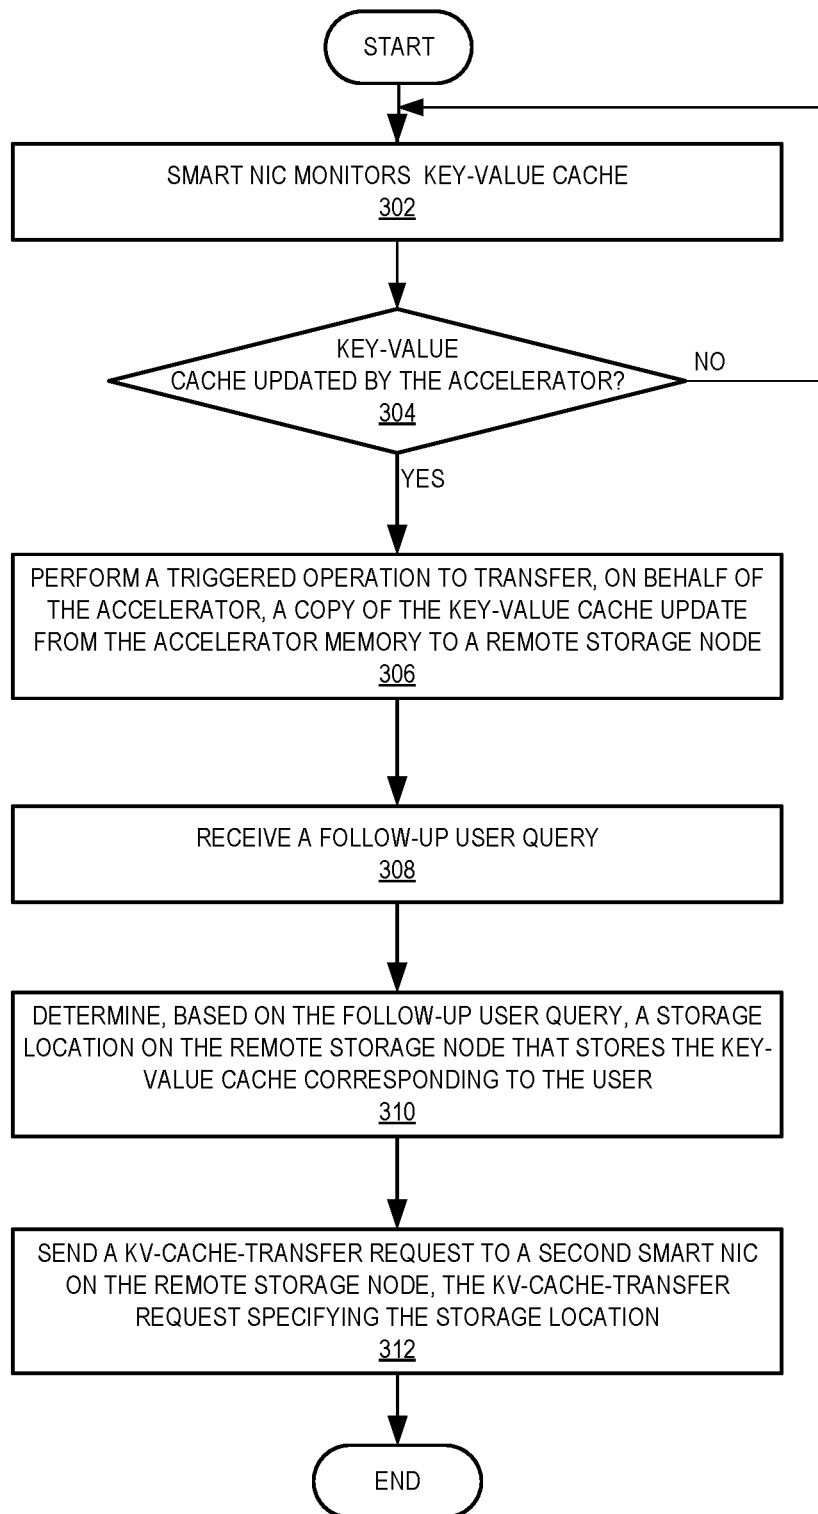 START
SMART NIC MONITORS KEY-VALUE CACHE
302
KEY-VALUE
CACHE UPDATED BY THE ACCELERATOR?
304
NO
YES
PERFORM A TRIGGERED OPERATION TO TRANSFER, ON BEHALF OF
THE ACCELERATOR, A COPY OF THE KEY-VALUE CACHE UPDATE
FROM THE ACCELERATOR MEMORY TO A REMOTE STORAGE NODE
306
RECEIVE A FOLLOW-UP USER QUERY
308
DETERMINE, BASED ON THE FOLLOW-UP USER QUERY, A STORAGE
LOCATION ON THE REMOTE STORAGE NODE THAT STORES THE KEY-
VALUE CACHE CORRESPONDING TO THE USER
310
SEND A KV-CACHE-TRANSFER REQUEST TO A SECOND SMART NIC
ON THE REMOTE STORAGE NODE, THE KV-CACHE-TRANSFER
REQUEST SPECIFYING THE STORAGE LOCATION
312
END